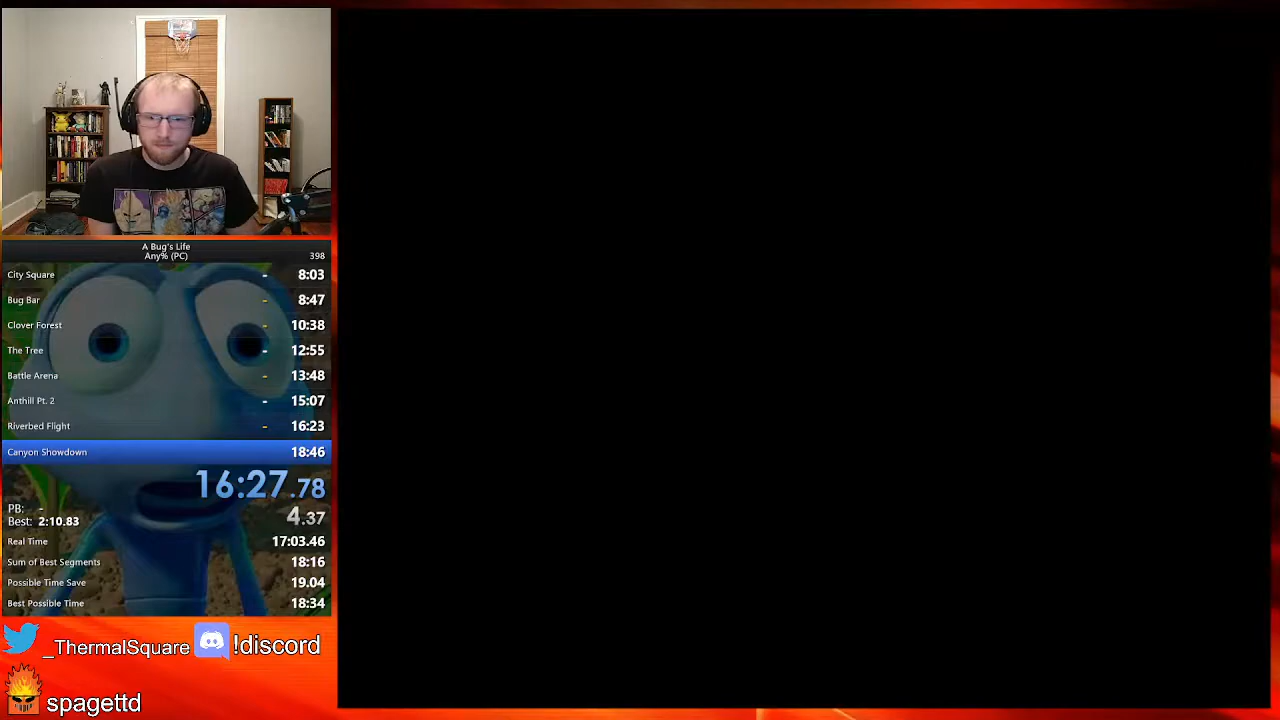 A Bug's Life
Any% (PC) 398
City Square - 8:03
Bug Bar - 8:47
Clover Forest - 10:38
The Tree - 12:55
Battle Arena - 13:48
Anthill Pt. 2 - 15:07
Riverbed Flight - 16:23
Canyon Showdown 18:46
16:27.78
PB: - 4.37
Best: 2:10.83
Real Time 17:03.46
Sum of Best Segments 18:16
Possible Time Save 19.04
Best Possible Time 18:34
_ThermalSquare !discord
spagettd